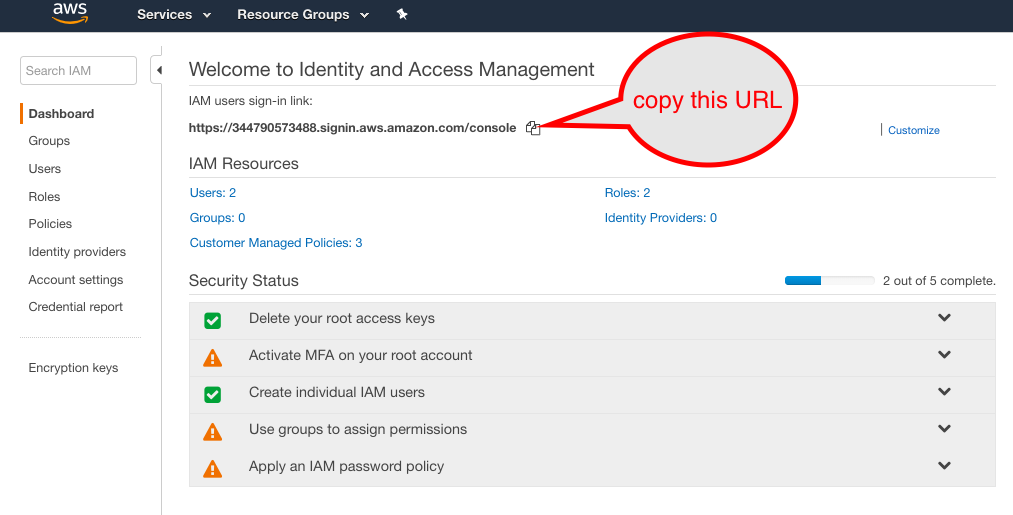 aws Services Resource Groups
Search IAM
Dashboard
Groups
Users
Roles
Policies
Identity providers
Account settings
Credential report
Encryption keys
Welcome to Identity and Access Management
IAM users sign-in link:
https://344790573488.signin.aws.amazon.com/console
copy this URL
Customize
IAM Resources
Users: 2
Roles: 2
Groups: 0
Identity Providers: 0
Customer Managed Policies: 3
Security Status
2 out of 5 complete.
Delete your root access keys
Activate MFA on your root account
Create individual IAM users
Use groups to assign permissions
Apply an IAM password policy